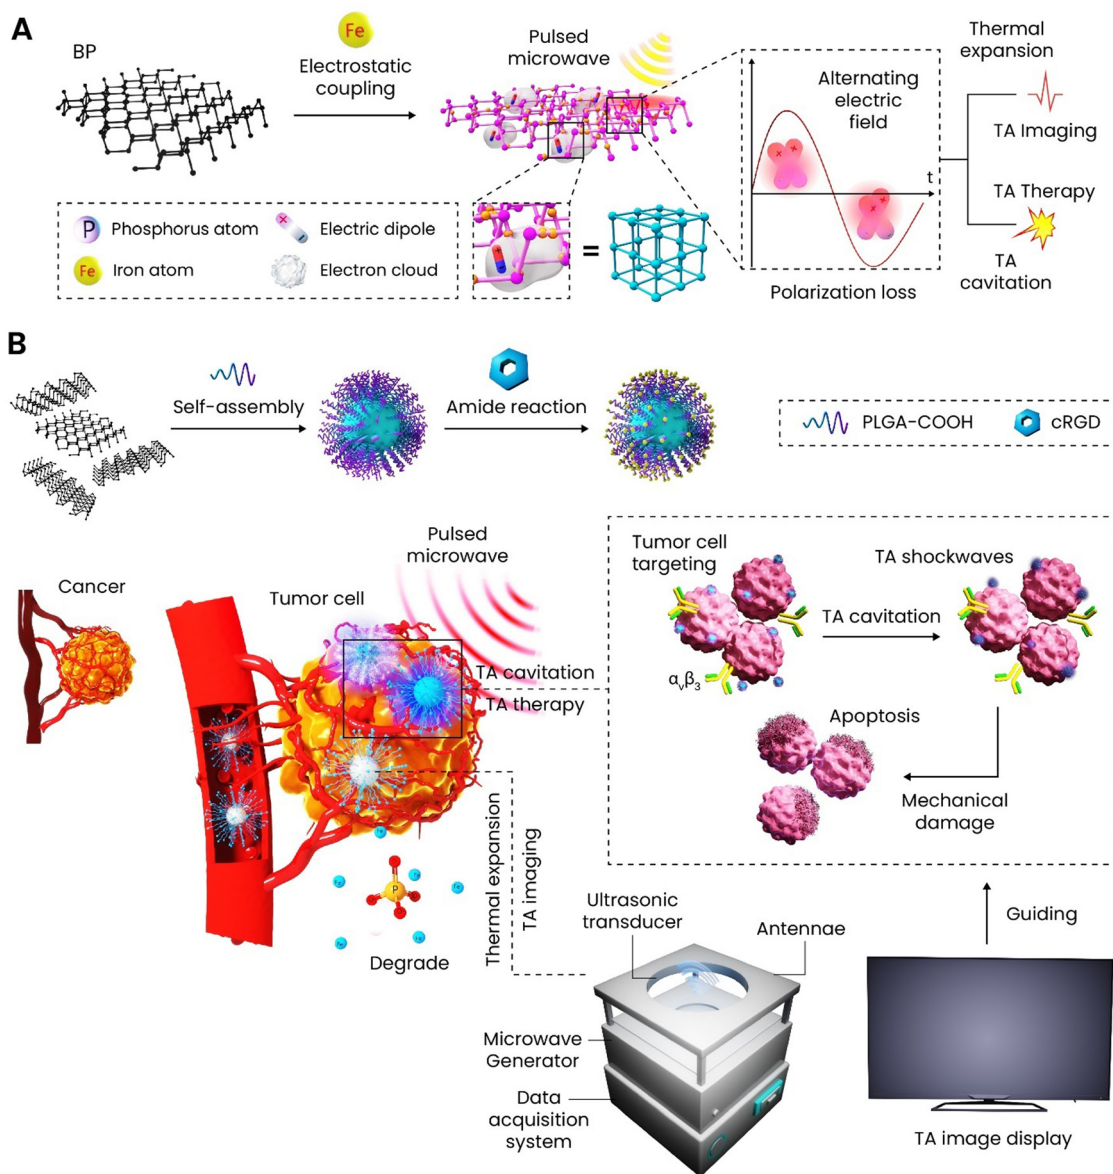 A
BP
Fe
Electrostatic
coupling
Pulsed
microwave
Alternating
electric
field
t
Polarization loss
Thermal
expansion
TA Imaging
TA Therapy
TA
cavitation
P Phosphorus atom
Electric dipole
Fe Iron atom
Electron cloud
=
B
Self-assembly
Amide reaction
PLGA-COOH
cRGD
Cancer
Tumor cell
Pulsed
microwave
TA cavitation
TA therapy
Tumor cell
targeting
αvβ3
TA cavitation
TA shockwaves
Apoptosis
Mechanical
damage
Thermal expansion
TA imaging
P
Degrade
Ultrasonic
transducer
Antennae
Microwave
Generator
Data
acquisition
system
Guiding
TA image display